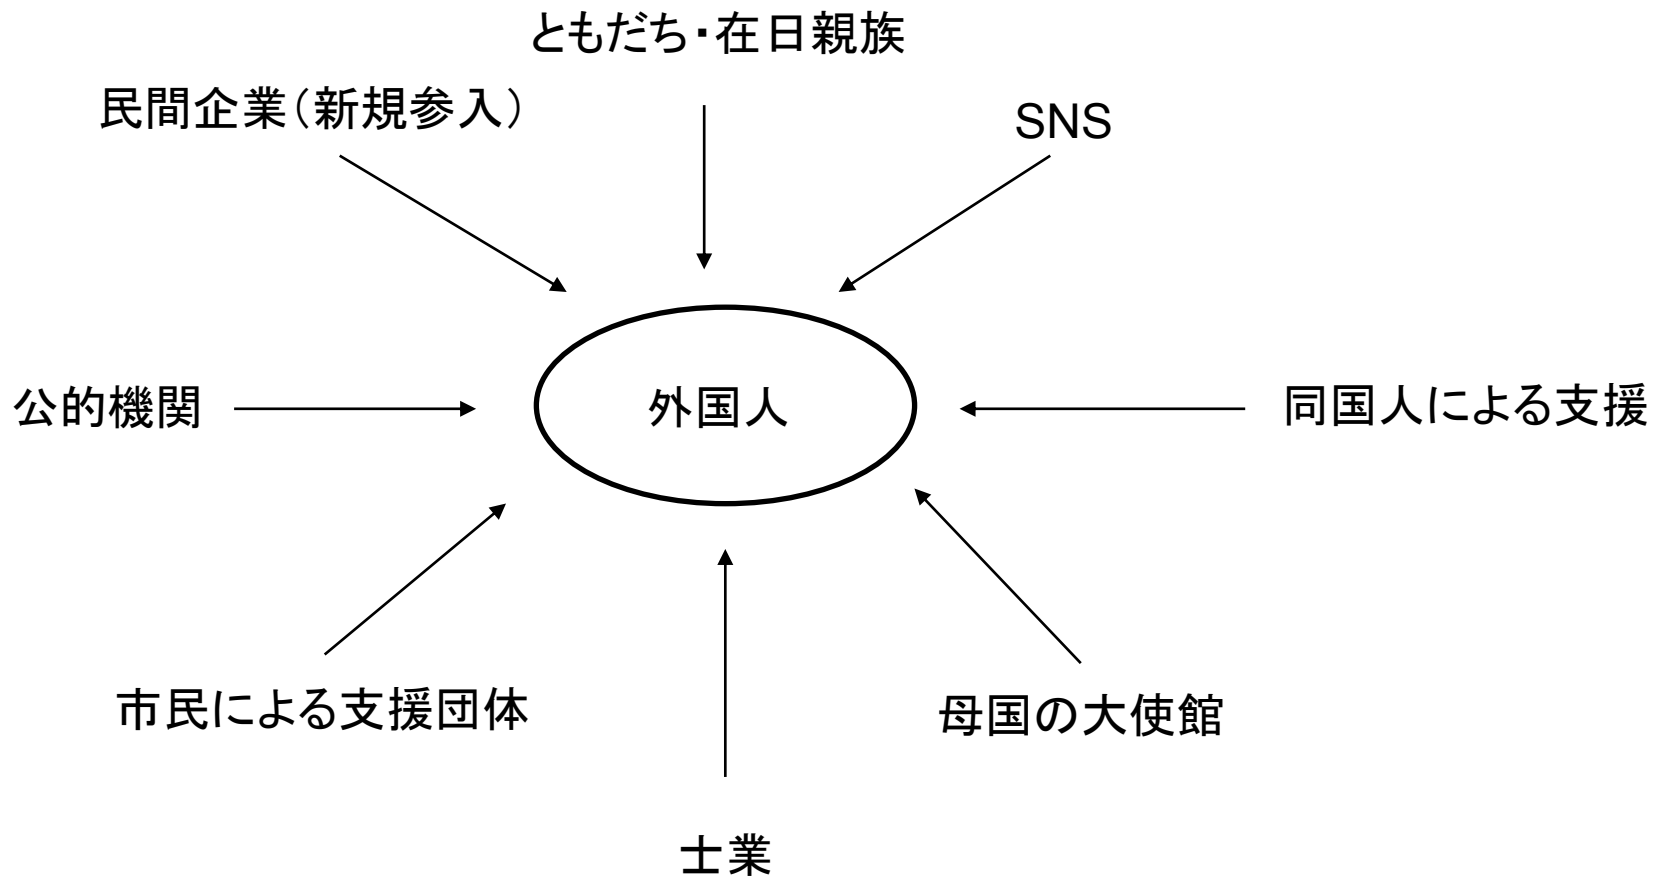 ともだち・在日親族
民間企業（新規参入）
SNS
公的機関
外国人
同国人による支援
市民による支援団体
母国の大使館
士業